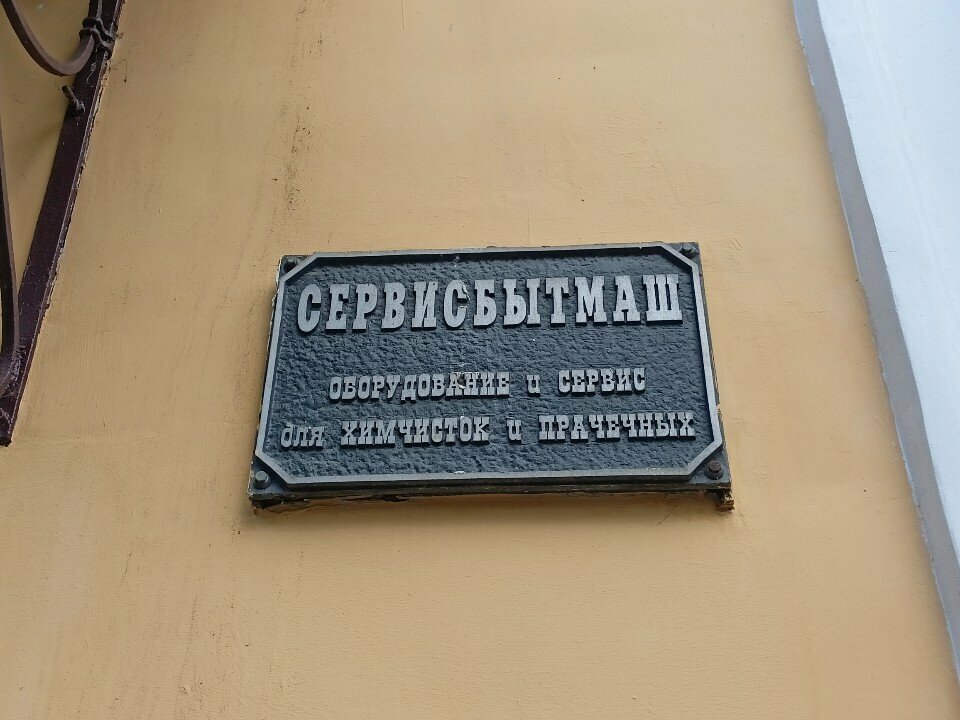 СЕРВИСБЫТМАШ
ОБОРУДОВАНИЕ и СЕРВИС
для ХИМЧИСТОК и ПРАЧЕЧНЫХ